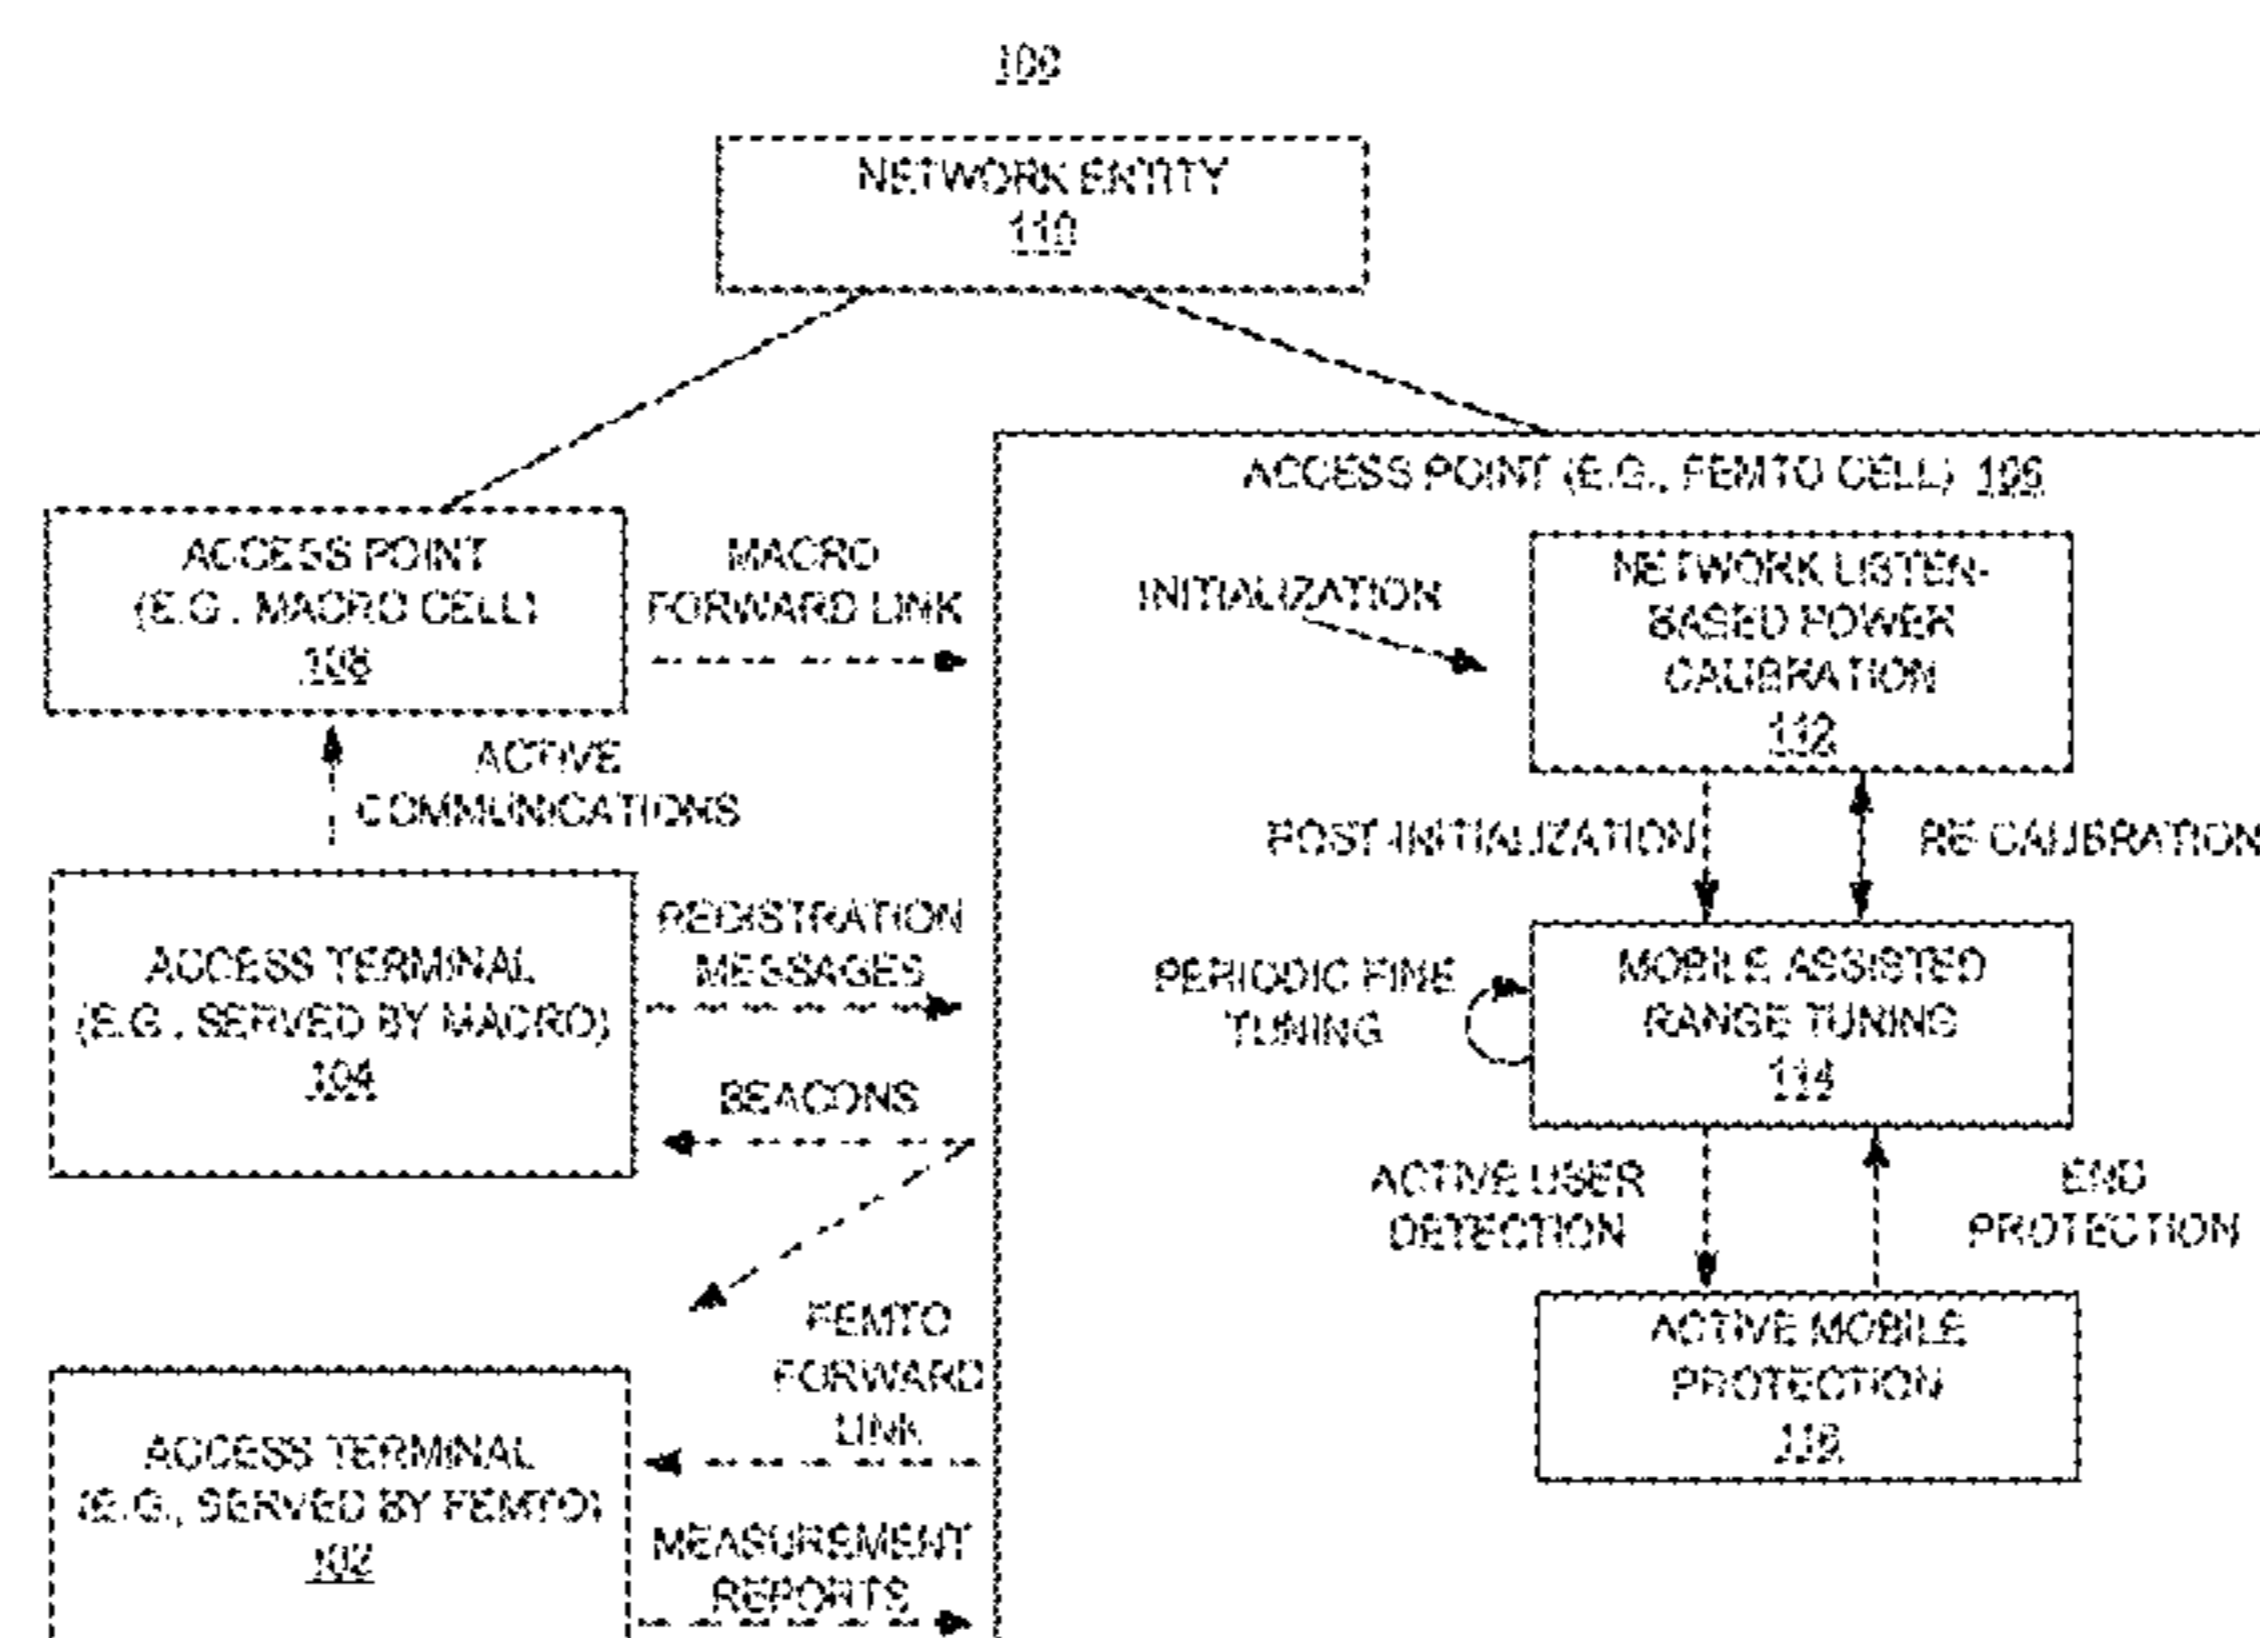 100
NETWORK ENTITY
110
ACCESS POINT (E.G., FEMTO CELL) 106
ACCESS POINT
(E.G., MACRO CELL)
108
MACRO
FORWARD LINK
INITIALIZATION
NETWORK LISTEN-
BASED POWER
CALIBRATION
112
ACTIVE
COMMUNICATIONS
POST-INITIALIZATION
RE-CALIBRATION
ACCESS TERMINAL
(E.G., SERVED BY MACRO)
104
REGISTRATION
MESSAGES
PERIODIC FINE
TUNING
MOBILE ASSISTED
RANGE TUNING
114
BEACONS
ACTIVE USER
DETECTION
END
PROTECTION
FEMTO
FORWARD
LINK
ACTIVE MOBILE
PROTECTION
116
ACCESS TERMINAL
(E.G., SERVED BY FEMTO)
102
MEASUREMENT
REPORTS